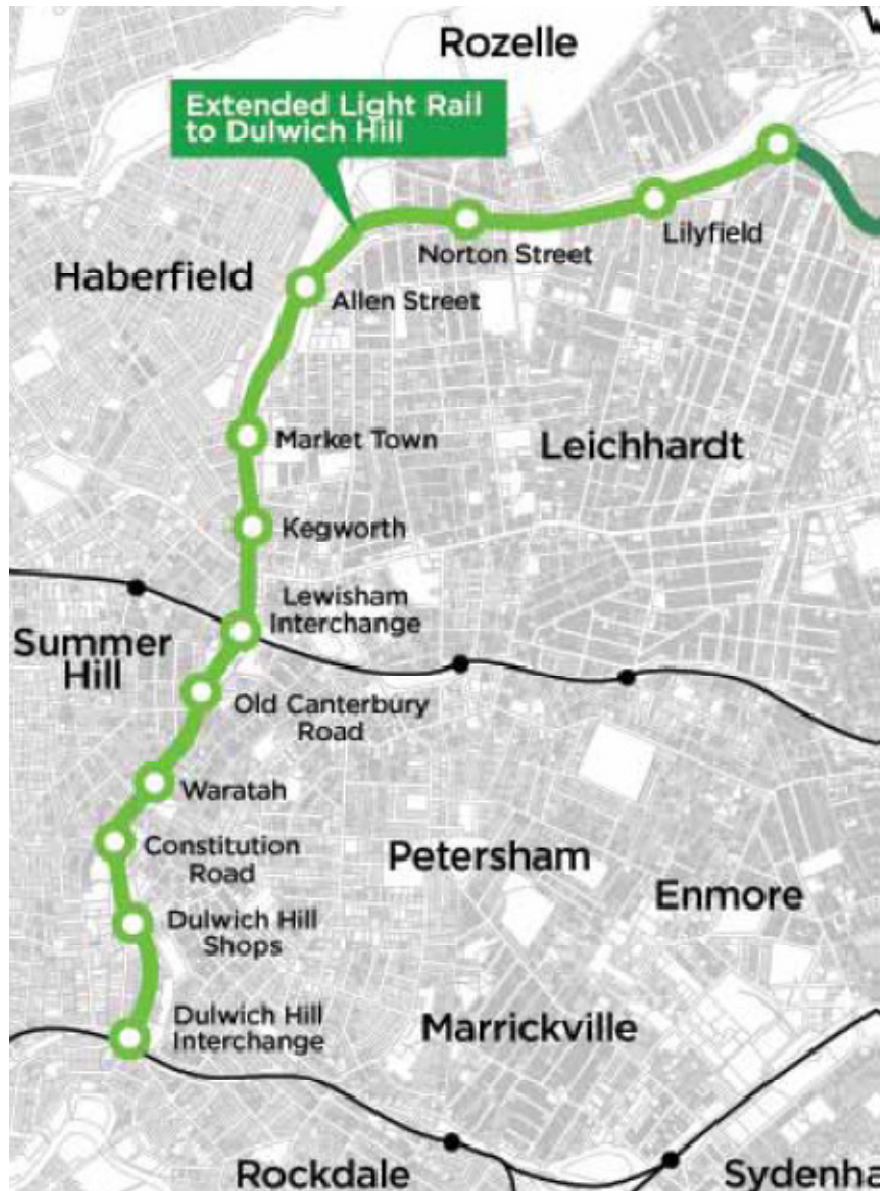 Rozelle
Extended Light Rail
to Dulwich Hill
Lilyfield
Norton Street
Haberfield
Allen Street
Market Town
Leichhardt
Kegworth
Lewisham
Interchange
Summer
Hill
Old Canterbury
Road
Waratah
Constitution
Road
Petersham
Enmore
Dulwich Hill
Shops
Dulwich Hill
Interchange
Marrickville
Rockdale
Sydenha